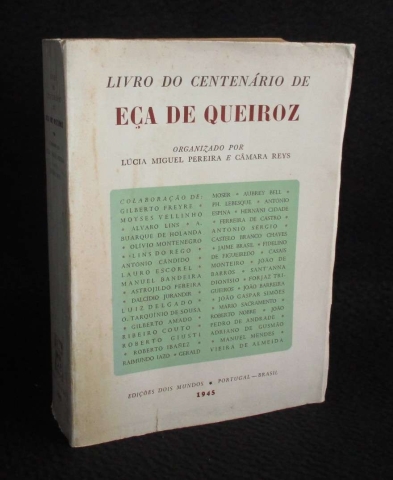 LIVRO DO CENTENÁRIO DE
EÇA DE QUEIROZ
ORGANIZADO POR
LÚCIA MIGUEL PEREIRA E CÂMARA REYS
COLABORAÇÃO DE:
GILBERTO FREYRE •
MOYSÉS VELLINHO
• ALVARO LINS • A.
BUARQUE DE HOLANDA
• OLIVIO MONTENEGRO
• J. LINS DO REGO •
ANTÓNIO CANDIDO •
LAURO ESCOREL •
MANUEL BANDEIRA
• ASTROJILDO PEREIRA
• DALCÍDIO JURANDIR •
LUIZ DELGADO •
O. TARQUINIO DE SOUSA
• GILBERTO AMADO •
RIBEIRO COUTO •
ROBERTO GIUSTI
• ROBERTO IBAÑEZ •
RAIMUNDO LAZO • GERALD
MOSER • AUBREY BELL •
PH. LEBESGUE • ANTONIO
ESPINA • HERNANI CIDADE
• FERREIRA DE CASTRO •
ANTONIO SERGIO •
CASTELO BRANCO CHAVES
• JAIME BRASIL • FIDELINO
DE FIGUEIREDO • CASAIS
MONTEIRO • JOÃO DE
BARROS • SANT'ANNA
DIONÍSIO • FORJAZ TRI-
GUEIROS • JOÃO BARREIRA
• JOÃO GASPAR SIMÕES
• MÁRIO SACRAMENTO •
ROBERTO NOBRE • JOÃO
PEDRO DE ANDRADE •
ADRIANO DE GUSMÃO
• MANUEL MENDES •
VIEIRA DE ALMEIDA
EDIÇÕES DOIS MUNDOS • PORTUGAL — BRASIL
1945